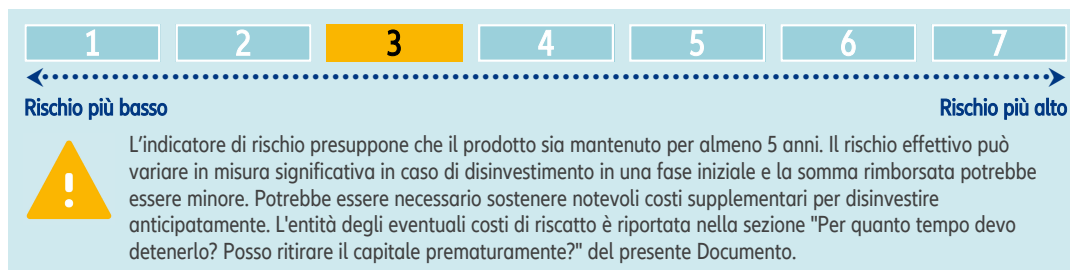 1 2 3 4 5 6 7
Rischio più basso Rischio più alto
L'indicatore di rischio presuppone che il prodotto sia mantenuto per almeno 5 anni. Il rischio effettivo può
variare in misura significativa in caso di disinvestimento in una fase iniziale e la somma rimborsata potrebbe
essere minore. Potrebbe essere necessario sostenere notevoli costi supplementari per disinvestire
anticipatamente. L'entità degli eventuali costi di riscatto è riportata nella sezione "Per quanto tempo devo
detenerlo? Posso ritirare il capitale prematuramente?" del presente Documento.